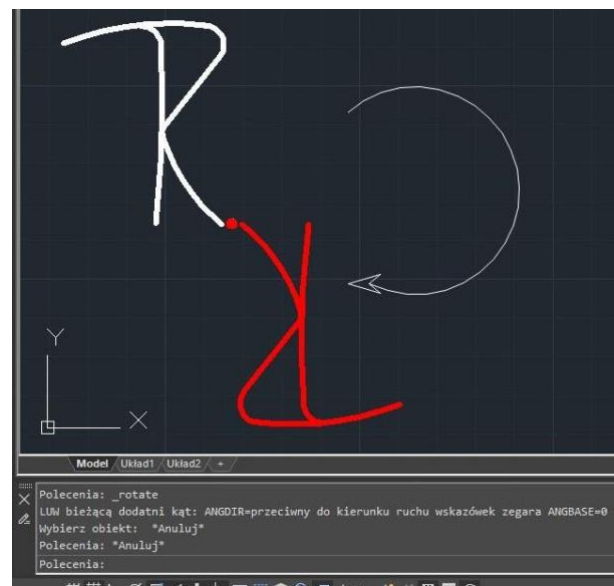 R
R
Y
X
Model Układ1 Układ2 +
Polecenia: _rotate
LUW bieżącą dodatni kąt: ANGDIR=przeciwny do kierunku ruchu wskazówek zegara ANGBASE=0
Wybierz obiekt: *Anuluj*
Polecenia: *Anuluj*
Polecenia: